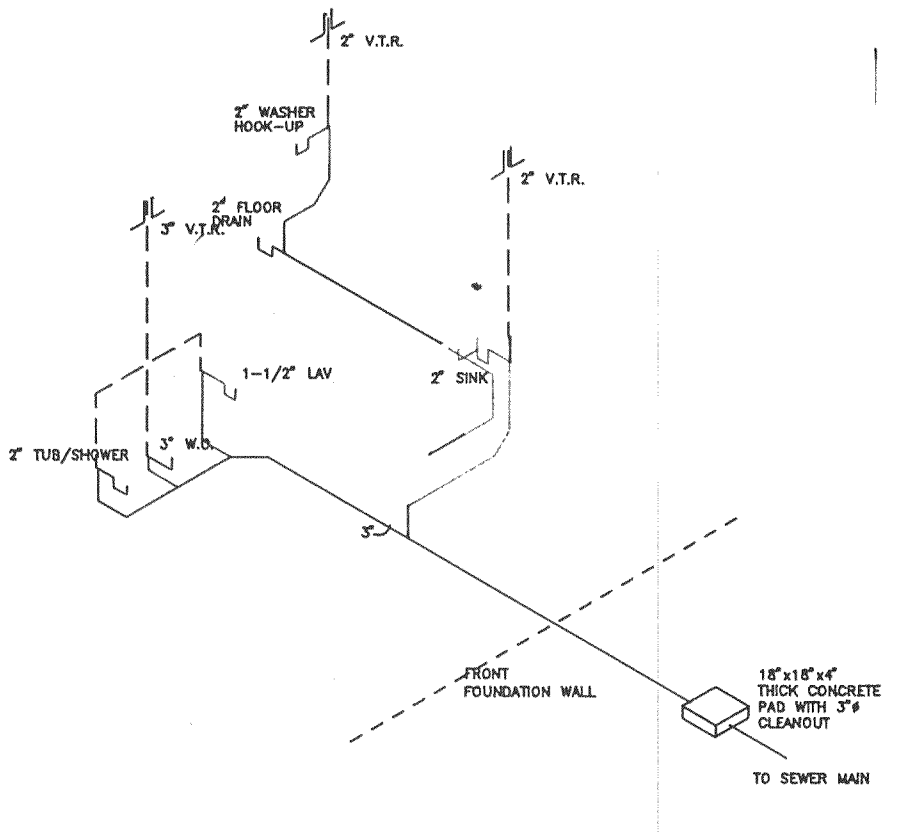 2" V.T.R.
2" WASHER
HOOK-UP
2" V.T.R.
2" FLOOR
DRAIN
3" V.T.R.
1-1/2" LAV
2" SINK
3" W.C.
2" TUB/SHOWER
3"
FRONT
FOUNDATION WALL
18"x18"x4"
THICK CONCRETE
PAD WITH 3"ø
CLEANOUT
TO SEWER MAIN